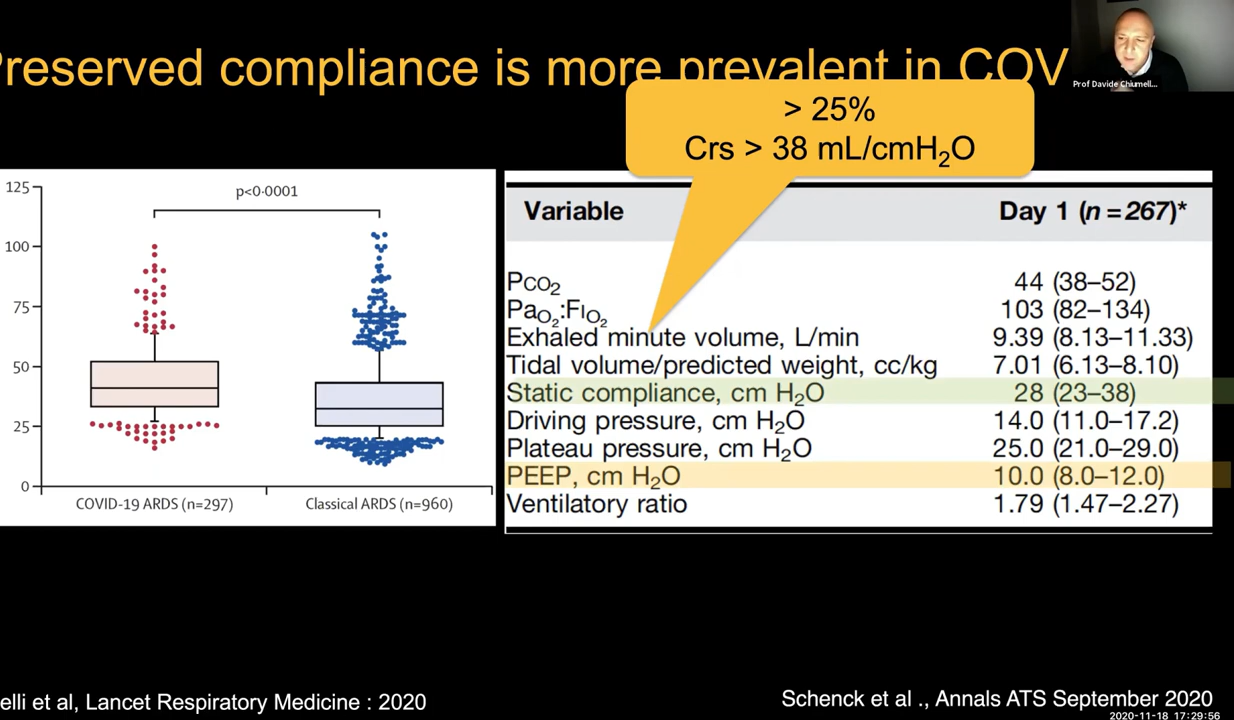 Preserved compliance is more prevalent in COV
Prof Davide Chiumell...
> 25%
Crs > 38 mL/cmH₂O
125
100
75
50
25
0
p<0·0001
COVID-19 ARDS (n=297)
Classical ARDS (n=960)
Variable Day 1 (n = 267)*
PCO₂ 44 (38–52)
PaO₂:FIO₂ 103 (82–134)
Exhaled minute volume, L/min 9.39 (8.13–11.33)
Tidal volume/predicted weight, cc/kg 7.01 (6.13–8.10)
Static compliance, cm H₂O 28 (23–38)
Driving pressure, cm H₂O 14.0 (11.0–17.2)
Plateau pressure, cm H₂O 25.0 (21.0–29.0)
PEEP, cm H₂O 10.0 (8.0–12.0)
Ventilatory ratio 1.79 (1.47–2.27)
elli et al, Lancet Respiratory Medicine : 2020
Schenck et al ., Annals ATS September 2020
2020-11-18 17:29:56